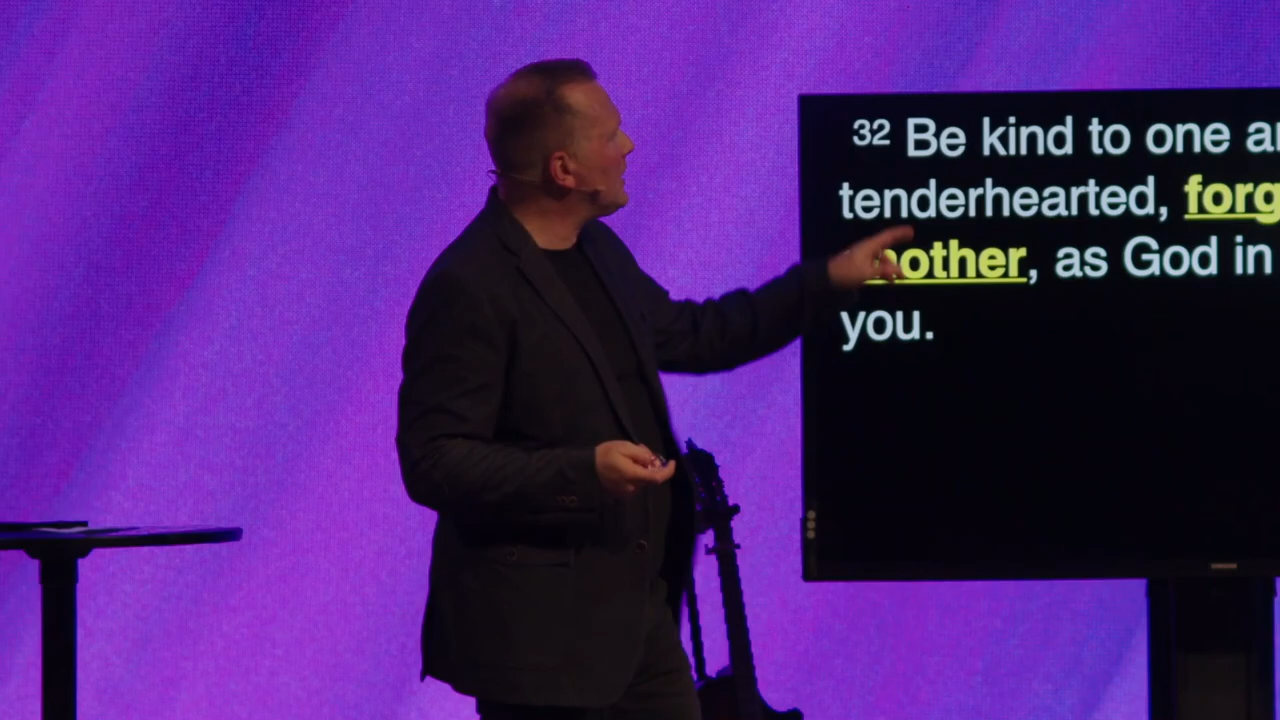 32 Be kind to one
tenderhearted,
, as God in
you.